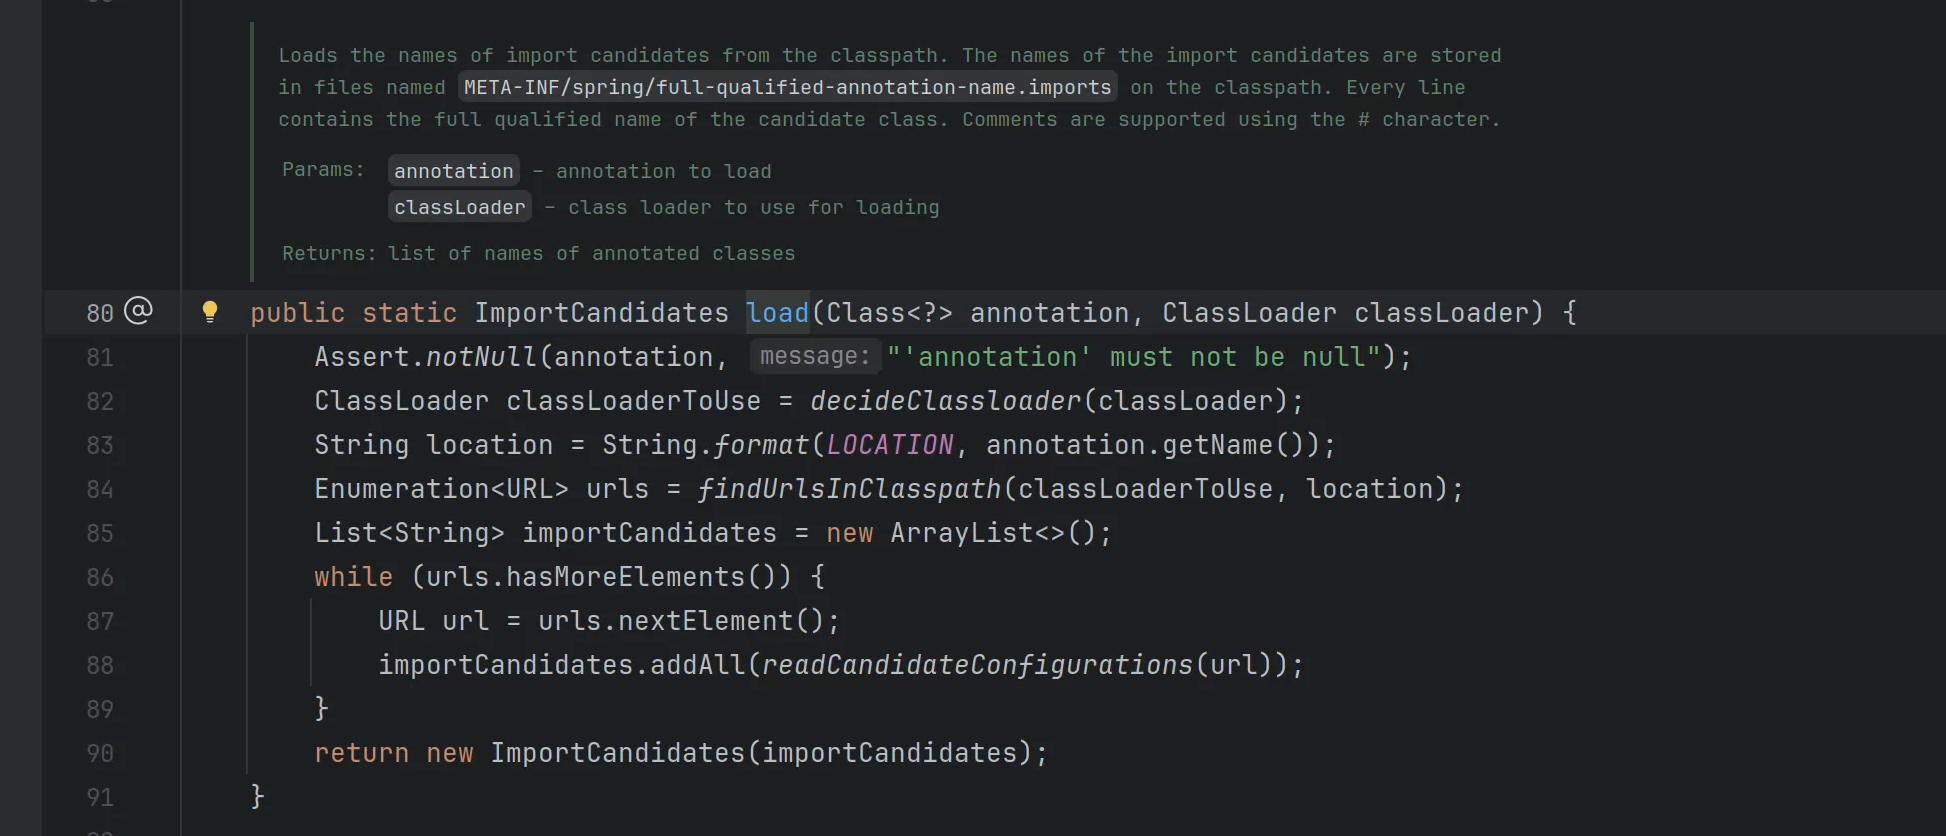 Loads the names of import candidates from the classpath. The names of the import candidates are stored
in files named META-INF/spring/full-qualified-annotation-name.imports on the classpath. Every line
contains the full qualified name of the candidate class. Comments are supported using the # character.
Params: annotation – annotation to load
classLoader – class loader to use for loading
Returns: list of names of annotated classes
80 @ public static ImportCandidates load(Class<?> annotation, ClassLoader classLoader) {
81 Assert.notNull(annotation, message: "'annotation' must not be null");
82 ClassLoader classLoaderToUse = decideClassloader(classLoader);
83 String location = String.format(LOCATION, annotation.getName());
84 Enumeration<URL> urls = findUrlsInClasspath(classLoaderToUse, location);
85 List<String> importCandidates = new ArrayList<>();
86 while (urls.hasMoreElements()) {
87 URL url = urls.nextElement();
88 importCandidates.addAll(readCandidateConfigurations(url));
89 }
90 return new ImportCandidates(importCandidates);
91 }